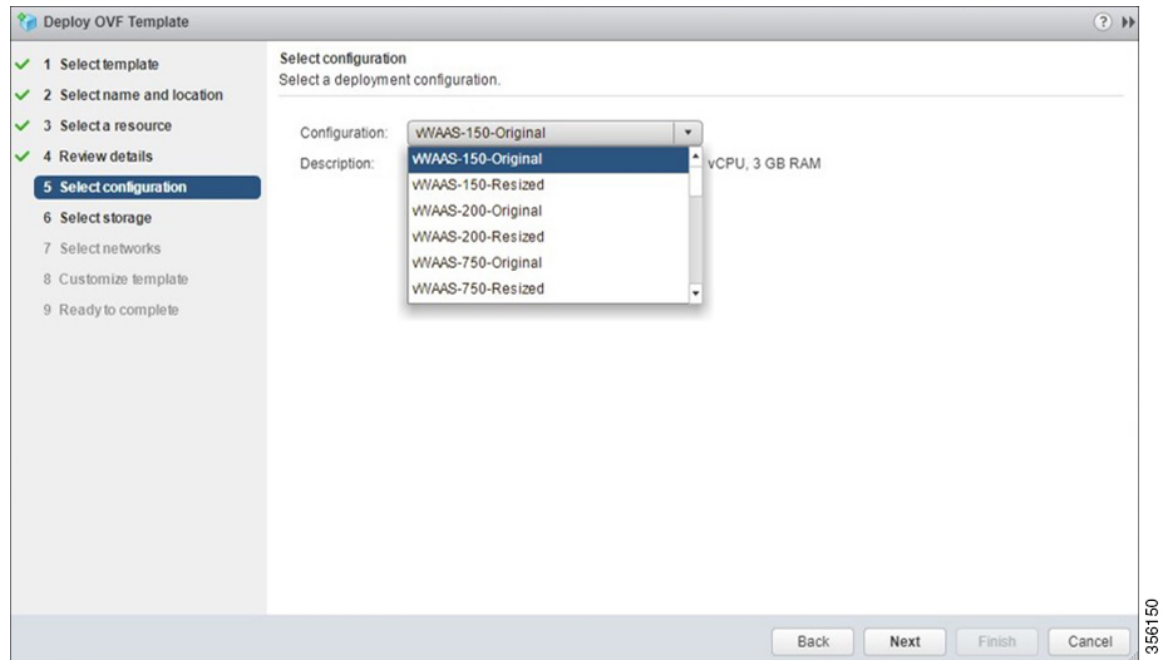 Deploy OVF Template
?
1 Select template
2 Select name and location
3 Select a resource
4 Review details
5 Select configuration
6 Select storage
7 Select networks
8 Customize template
9 Ready to complete
Select configuration
Select a deployment configuration.
Configuration: vWAAS-150-Original
Description: vCPU, 3 GB RAM
vWAAS-150-Original
vWAAS-150-Resized
vWAAS-200-Original
vWAAS-200-Resized
vWAAS-750-Original
vWAAS-750-Resized
Back Next Finish Cancel
356150